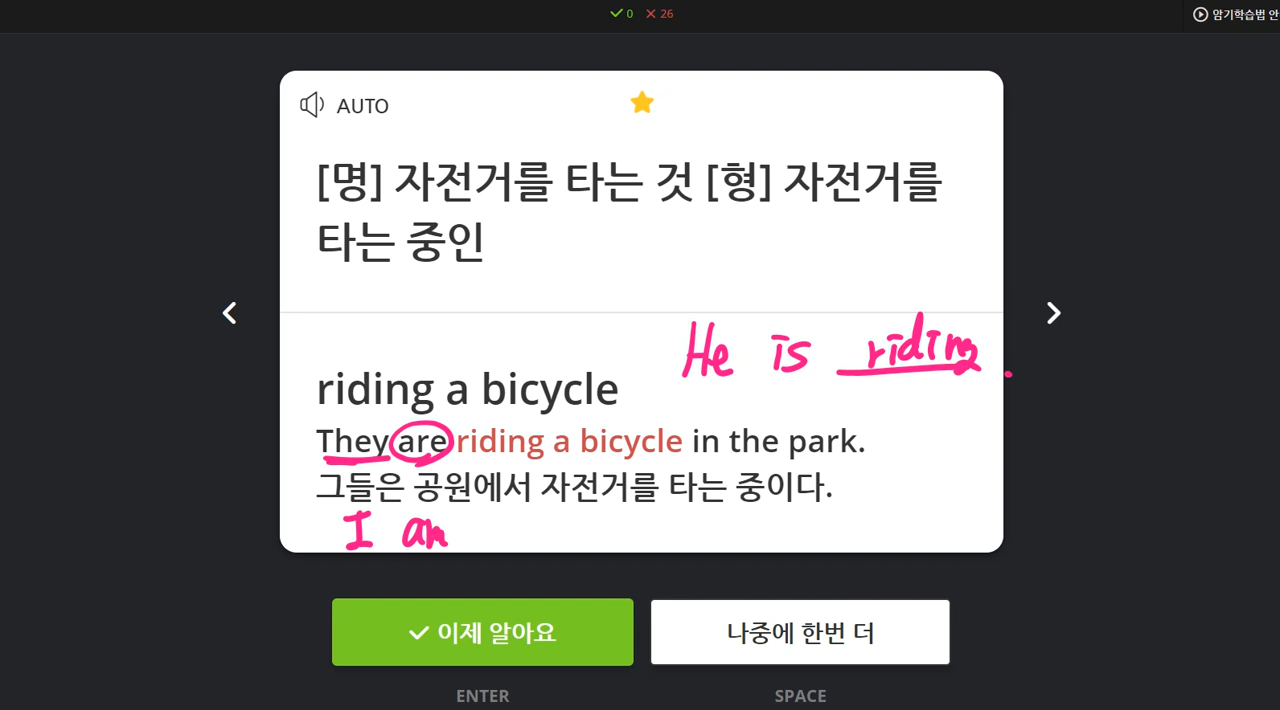 0 26
암기학습법 안
AUTO
[명] 자전거를 타는 것 [형] 자전거를
타는 중인
He is riding.
riding a bicycle
They are riding a bicycle in the park.
그들은 공원에서 자전거를 타는 중이다.
I am
이제 알아요 나중에 한번 더
ENTER SPACE